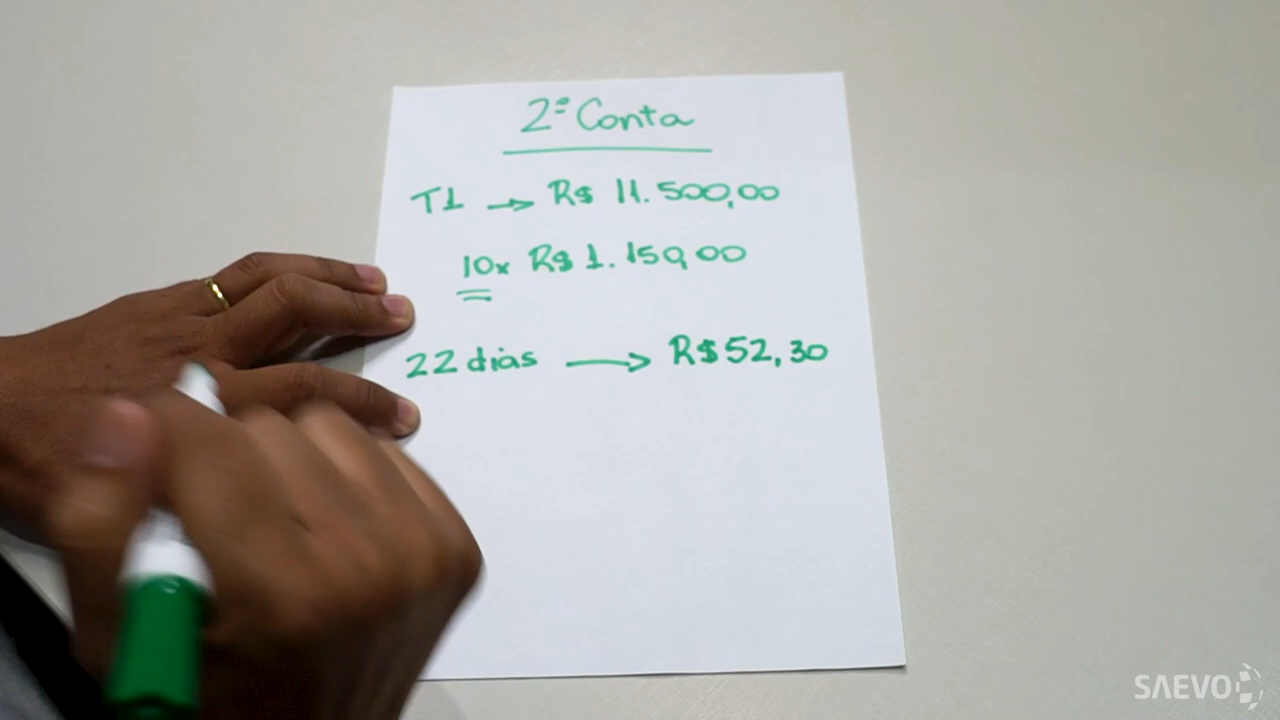 2ª Conta
T1 → R$ 11.500,00
10x R$ 1.150,00
22 dias → R$ 52,30
SAEVO